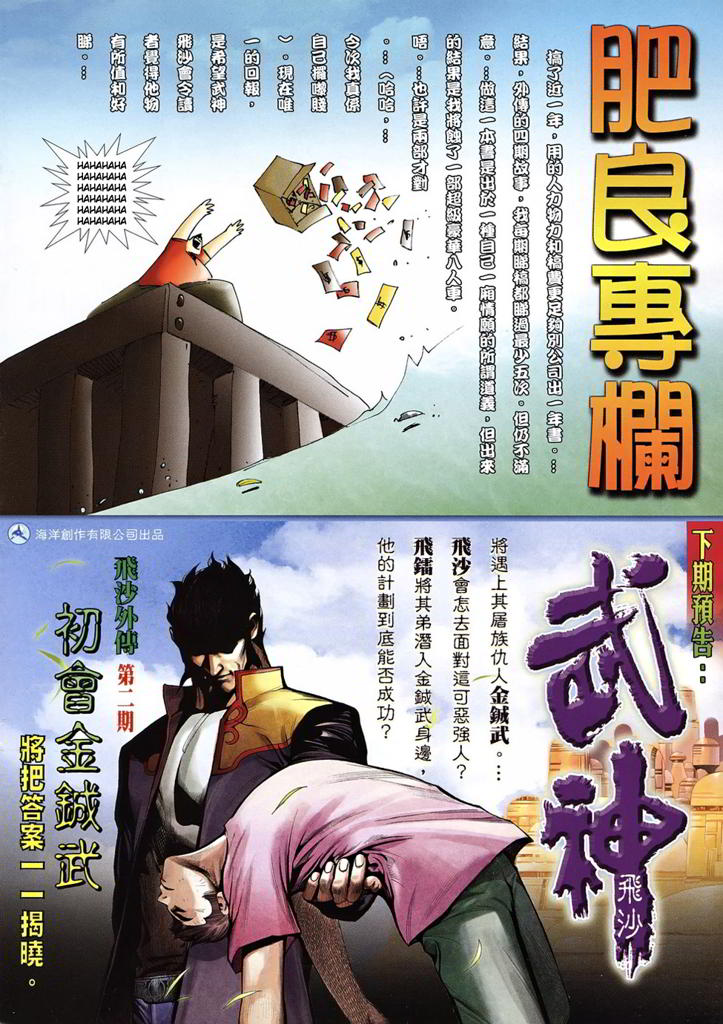 肥良專欄
搞了近一年，用的人力物力和稿費更足夠別公司出一年書。…
結果，外傳的四期故事，我每期睇稿都睇過最少五次。但仍不滿
意。…做這一本書是出於一種自己一廂情願的所謂道義，但出來
的結果是我將蝕了一部超級豪華八人車。
唔。…也許是兩部才對
。…（哈哈，…
今次我真係
自己攞嚟賤
）。現在唯
一的回報，
是希望武神
飛沙會令讀
者覺得他物
有所值和好
睇。…
HAHAHAHA
HAHAHAHA
HAHAHAHA
HAHAHAHA
HAHAHAHA
HAHAHAHA
下期預告…
武神
飛沙
將遇上其屠族仇人金鉞武。…
飛沙會怎去面對這可惡強人？
飛鐳將其弟潛入金鉞武身邊，
他的計劃到底能否成功？
海洋創作有限公司出品
飛沙外傳 第二期
初會金鉞武
將把答案一一揭曉。